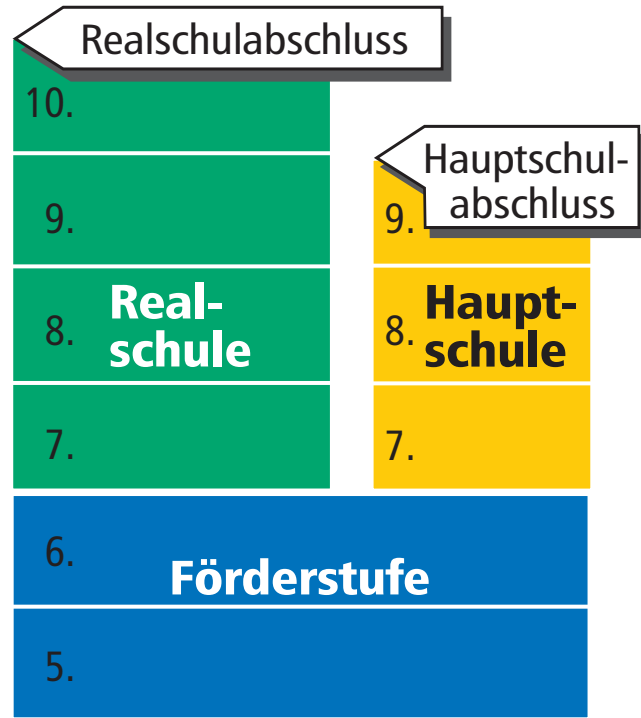 Realschulabschluss
10.
Hauptschul-
abschluss
9.
9.
Real-
schule
8.
Haupt-
schule
8.
7.
7.
6.
Förderstufe
5.